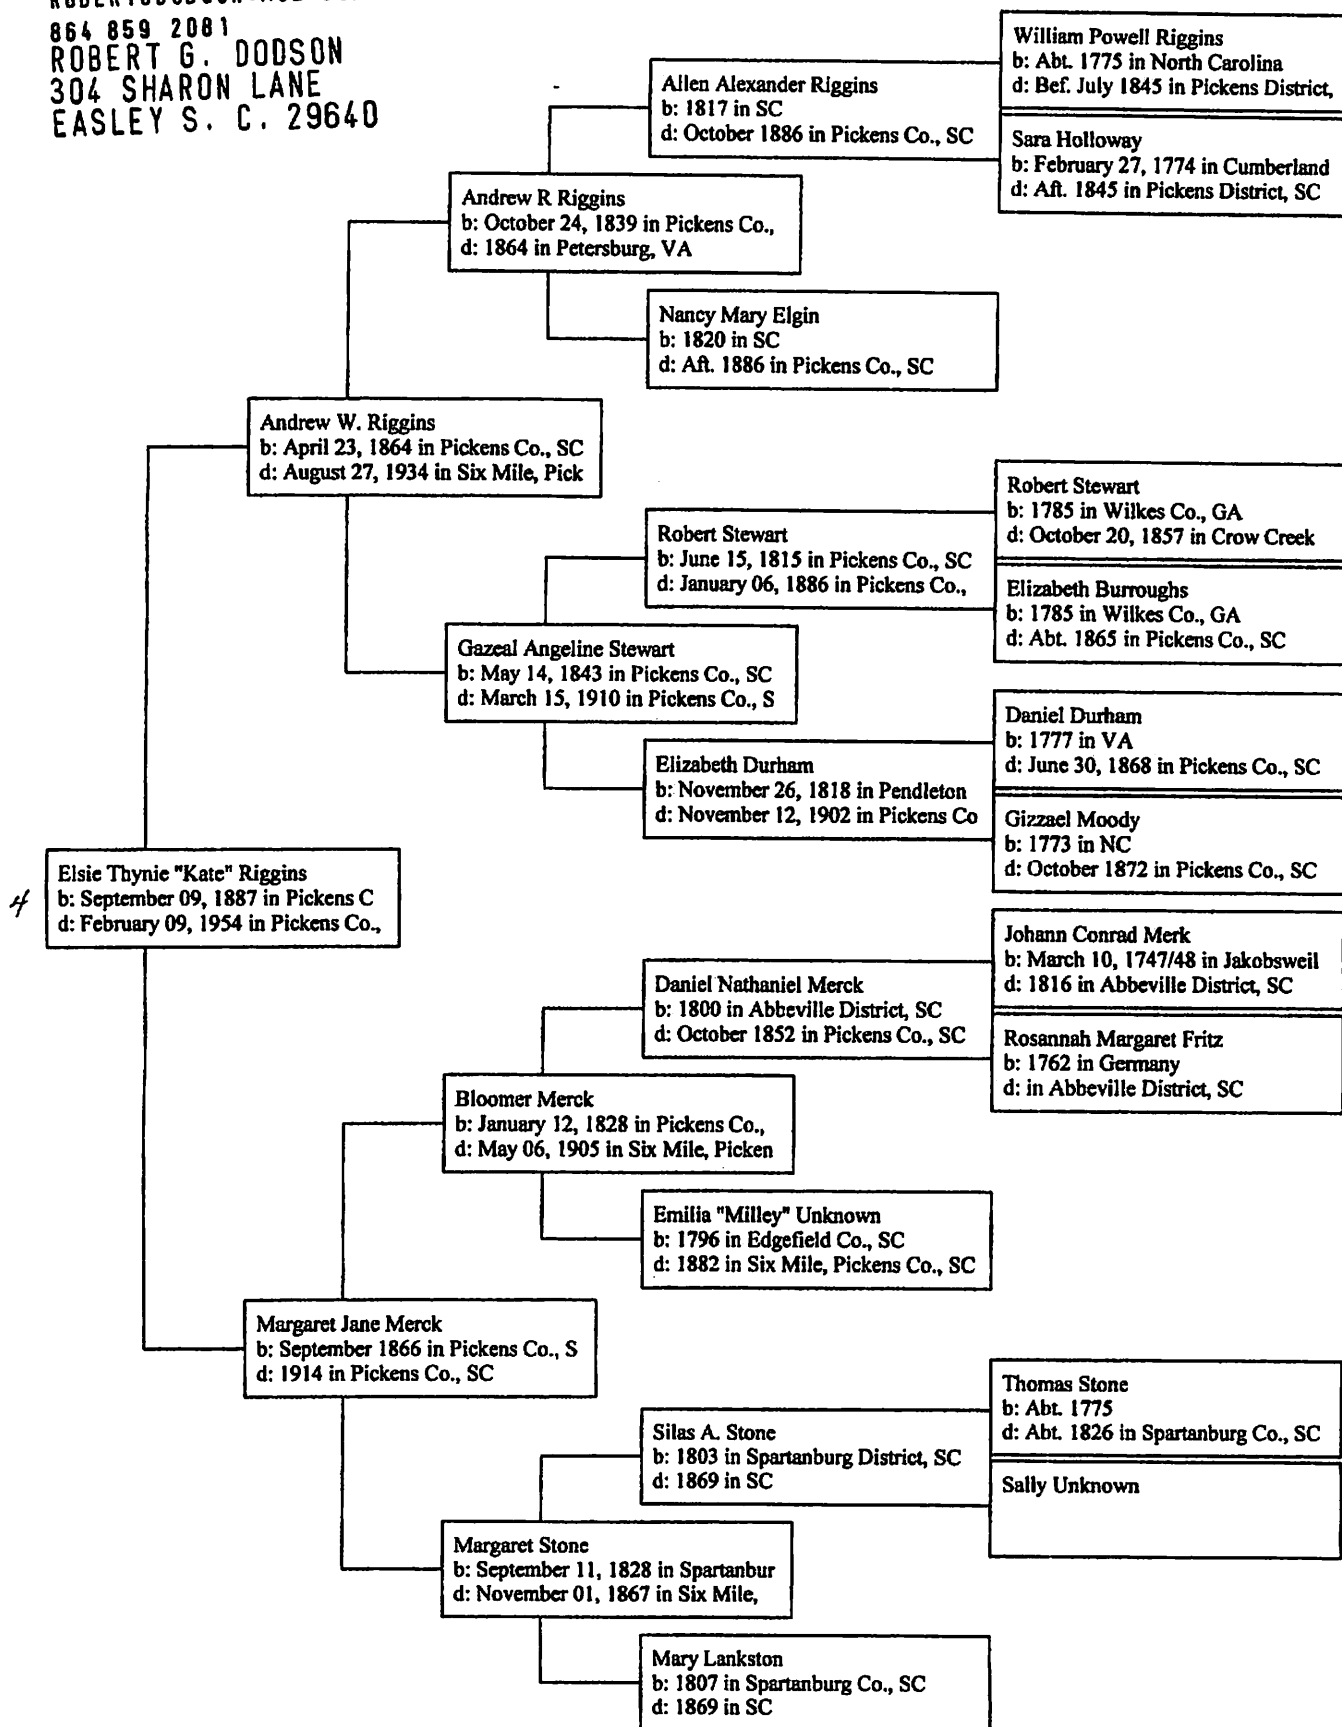 864 859 2081
ROBERT G. DODSON
304 SHARON LANE
EASLEY S. C. 29640
William Powell Riggins
b: Abt. 1775 in North Carolina
d: Bef. July 1845 in Pickens District,
Allen Alexander Riggins
b: 1817 in SC
d: October 1886 in Pickens Co., SC
Sara Holloway
b: February 27, 1774 in Cumberland
d: Aft. 1845 in Pickens District, SC
Andrew R Riggins
b: October 24, 1839 in Pickens Co.,
d: 1864 in Petersburg, VA
Nancy Mary Elgin
b: 1820 in SC
d: Aft. 1886 in Pickens Co., SC
Andrew W. Riggins
b: April 23, 1864 in Pickens Co., SC
d: August 27, 1934 in Six Mile, Pick
Robert Stewart
b: 1785 in Wilkes Co., GA
d: October 20, 1857 in Crow Creek
Robert Stewart
b: June 15, 1815 in Pickens Co., SC
d: January 06, 1886 in Pickens Co.,
Elizabeth Burroughs
b: 1785 in Wilkes Co., GA
d: Abt. 1865 in Pickens Co., SC
Gazeal Angeline Stewart
b: May 14, 1843 in Pickens Co., SC
d: March 15, 1910 in Pickens Co., S
Daniel Durham
b: 1777 in VA
d: June 30, 1868 in Pickens Co., SC
Elizabeth Durham
b: November 26, 1818 in Pendleton
d: November 12, 1902 in Pickens Co
Gizzael Moody
b: 1773 in NC
d: October 1872 in Pickens Co., SC
Elsie Thynie "Kate" Riggins
b: September 09, 1887 in Pickens C
4
d: February 09, 1954 in Pickens Co.,
Johann Conrad Merk
b: March 10, 1747/48 in Jakobsweil
d: 1816 in Abbeville District, SC
Daniel Nathaniel Merck
b: 1800 in Abbeville District, SC
d: October 1852 in Pickens Co., SC
Rosannah Margaret Fritz
b: 1762 in Germany
d: in Abbeville District, SC
Bloomer Merck
b: January 12, 1828 in Pickens Co.,
d: May 06, 1905 in Six Mile, Picken
Emilia "Milley" Unknown
b: 1796 in Edgefield Co., SC
d: 1882 in Six Mile, Pickens Co., SC
Margaret Jane Merck
b: September 1866 in Pickens Co., S
d: 1914 in Pickens Co., SC
Thomas Stone
b: Abt. 1775
d: Abt. 1826 in Spartanburg Co., SC
Silas A. Stone
b: 1803 in Spartanburg District, SC
d: 1869 in SC
Sally Unknown
Margaret Stone
b: September 11, 1828 in Spartanbur
d: November 01, 1867 in Six Mile,
Mary Lankston
b: 1807 in Spartanburg Co., SC
d: 1869 in SC